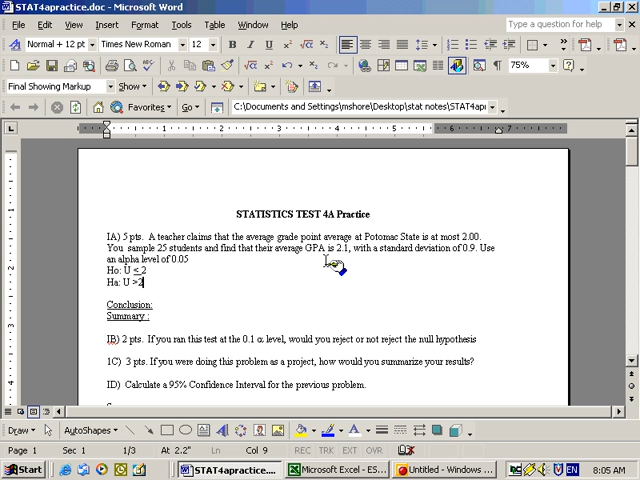 STAT4apractice.doc - Microsoft Word
File Edit View Insert Format Tools Table Window Help Type a question for help
Normal + 12 pt Times New Roman 12 B I U
75%
Final Showing Markup Show
Favorites Go C:\Documents and Settings\mshore\Desktop\stat notes\STAT4apr
1 2 3 4 5 6 7
STATISTICS TEST 4A Practice
IA) 5 pts. A teacher claims that the average grade point average at Potomac State is at most 2.00.
You sample 25 students and find that their average GPA is 2.1, with a standard deviation of 0.9. Use
an alpha level of 0.05
Ho: U < 2
Ha: U >2
Conclusion:
Summary :
IB) 2 pts. If you ran this test at the 0.1 α level, would you reject or not reject the null hypothesis
1C) 3 pts. If you were doing this problem as a project, how would you summarize your results?
ID) Calculate a 95% Confidence Interval for the previous problem.
Draw AutoShapes
Page 1 Sec 1 1/3 At 2.2" Ln Col 9 REC TRK EXT OVR
Start STAT4apractice.... Microsoft Excel - ES... Untitled - Windows ... EN 8:05 AM